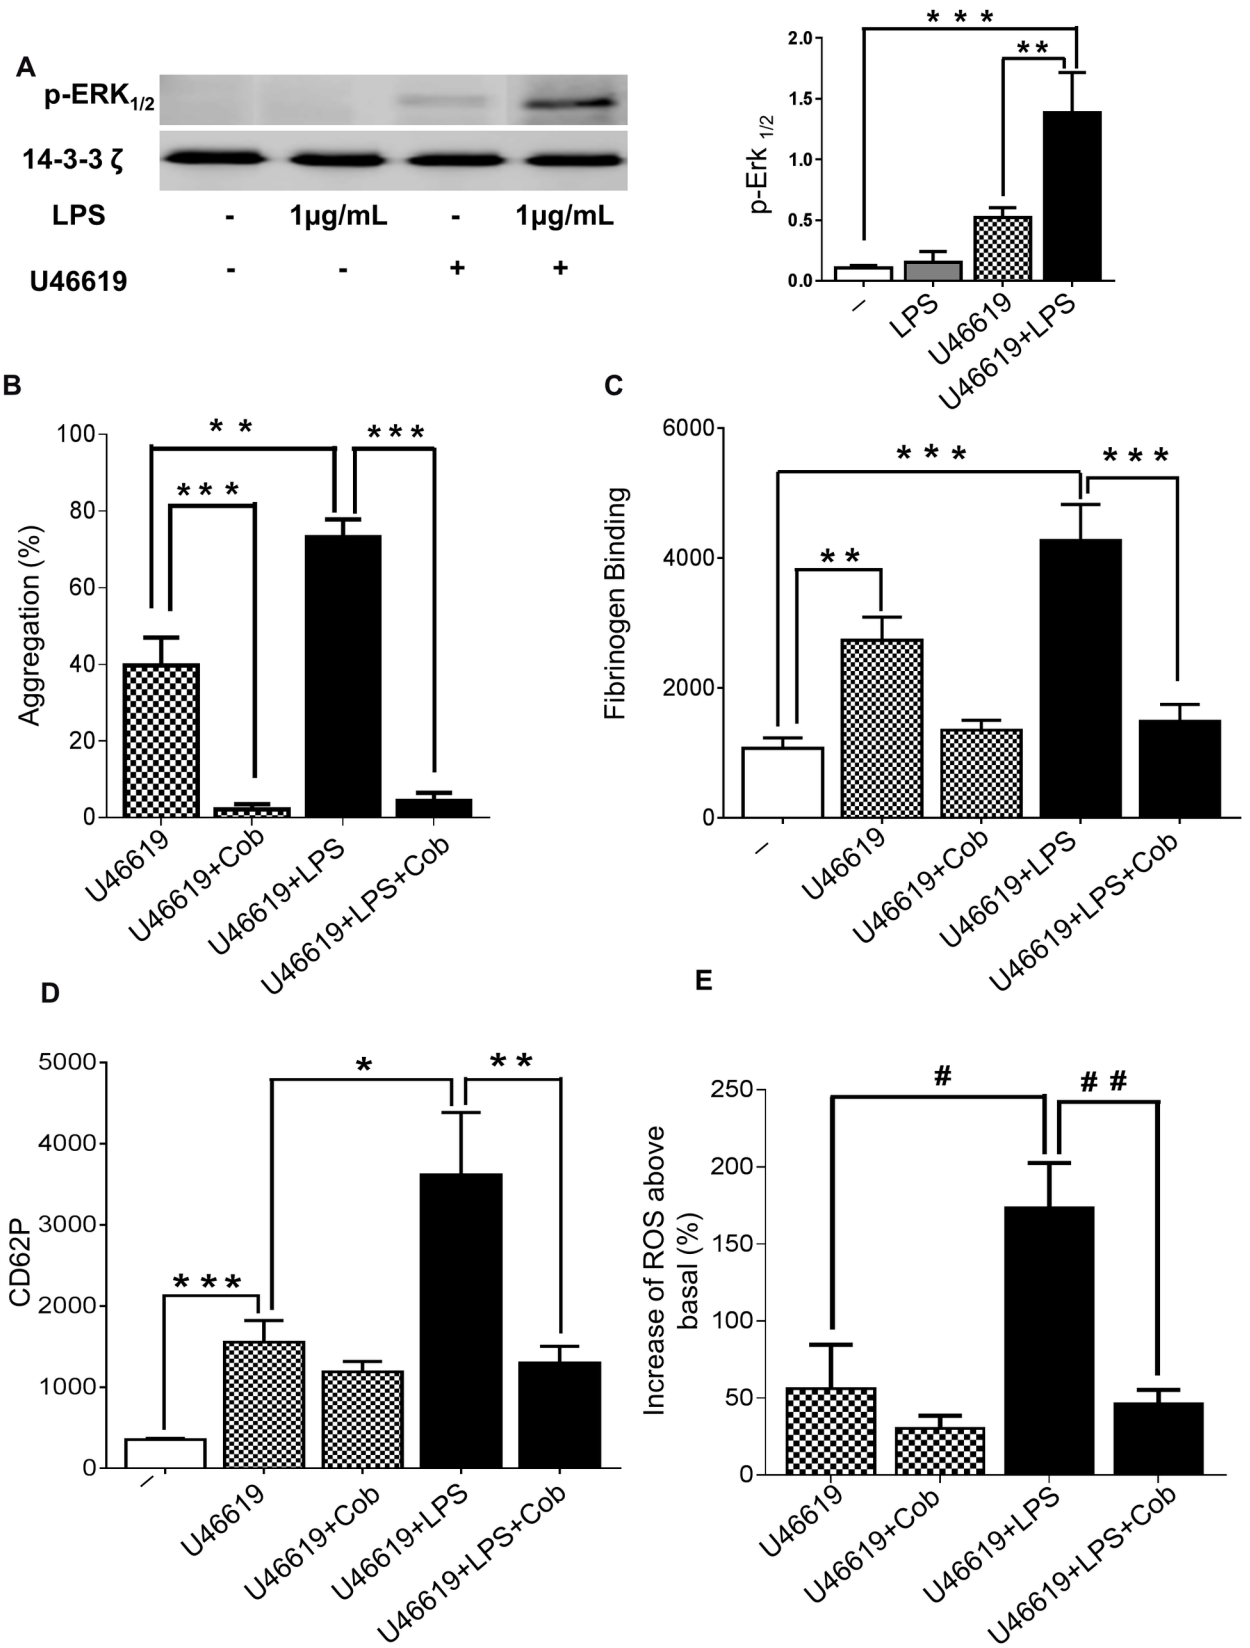 A
p-ERK1/2
14-3-3 ζ
LPS - 1µg/mL - 1µg/mL
U46619 - - + +
* * *
* *
2.0
1.5
1.0
0.5
0.0
p-Erk 1/2
–
LPS
U46619
U46619+LPS
B
* *
* * *
* * *
100
80
60
40
20
0
Aggregation (%)
U46619
U46619+Cob
U46619+LPS
U46619+LPS+Cob
C
* * *
* * *
* *
6000
4000
2000
0
Fibrinogen Binding
–
U46619
U46619+Cob
U46619+LPS
U46619+LPS+Cob
D
*
* *
* * *
5000
4000
3000
2000
1000
0
CD62P
–
U46619
U46619+Cob
U46619+LPS
U46619+LPS+Cob
E
#
# #
250
200
150
100
50
0
Increase of ROS above
basal (%)
U46619
U46619+Cob
U46619+LPS
U46619+LPS+Cob